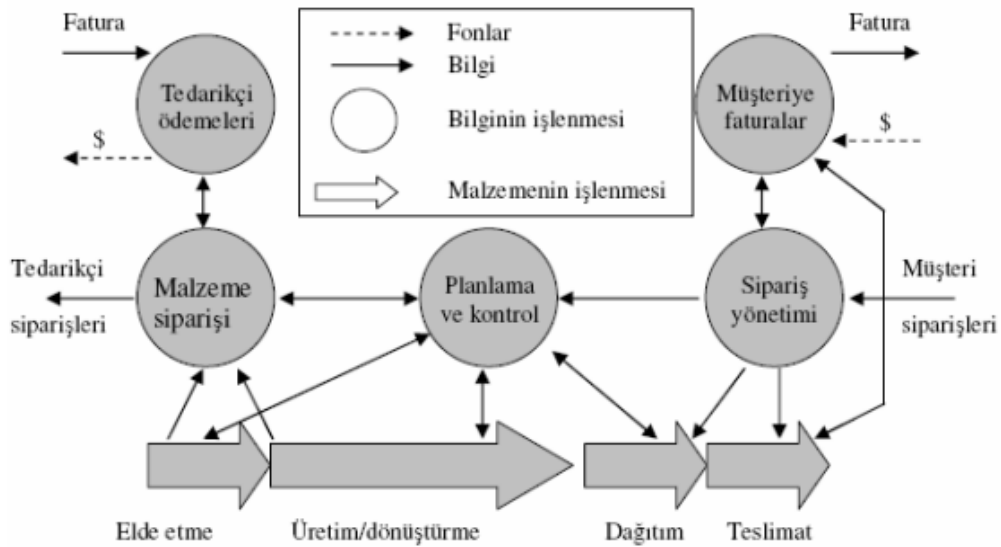 Fatura
Tedarikçi
ödemeleri
$
Fonlar
Bilgi
Bilginin işlenmesi
Malzemenin işlenmesi
Fatura
Müşteriye
faturalar
$
Tedarikçi
siparişleri
Malzeme
siparişi
Planlama
ve kontrol
Sipariş
yönetimi
Müşteri
siparişleri
Elde etme
Üretim/dönüştürme
Dağıtım
Teslimat